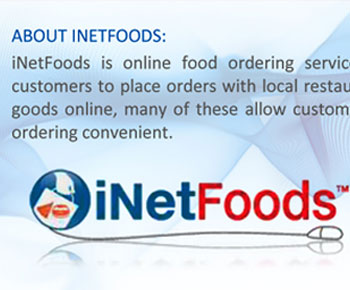 ABOUT INETFOODS:
iNetFoods is online food ordering service
customers to place orders with local restau
goods online, many of these allow custom
ordering convenient.
iNetFoods™